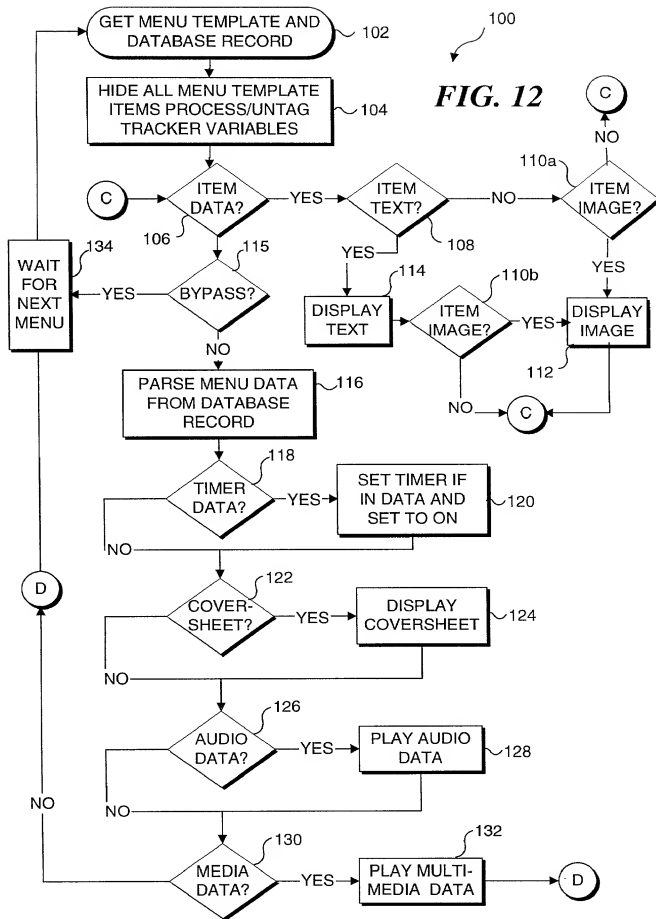 GET MENU TEMPLATE AND
DATABASE RECORD
102
100
FIG. 12
HIDE ALL MENU TEMPLATE
ITEMS PROCESS/UNTAG
TRACKER VARIABLES
104
C
NO
110a
C
ITEM
DATA?
106
YES
ITEM
TEXT?
108
NO
ITEM
IMAGE?
YES
YES
134
WAIT
FOR
NEXT
MENU
YES
115
BYPASS?
NO
114
DISPLAY
TEXT
110b
ITEM
IMAGE?
YES
DISPLAY
IMAGE
112
NO
C
PARSE MENU DATA
FROM DATABASE
RECORD
116
118
TIMER
DATA?
YES
SET TIMER IF
IN DATA AND
SET TO ON
120
NO
D
122
COVER-
SHEET?
YES
DISPLAY
COVERSHEET
124
NO
126
AUDIO
DATA?
YES
PLAY AUDIO
DATA
128
NO
NO
130
MEDIA
DATA?
YES
132
PLAY MULTI-
MEDIA DATA
D